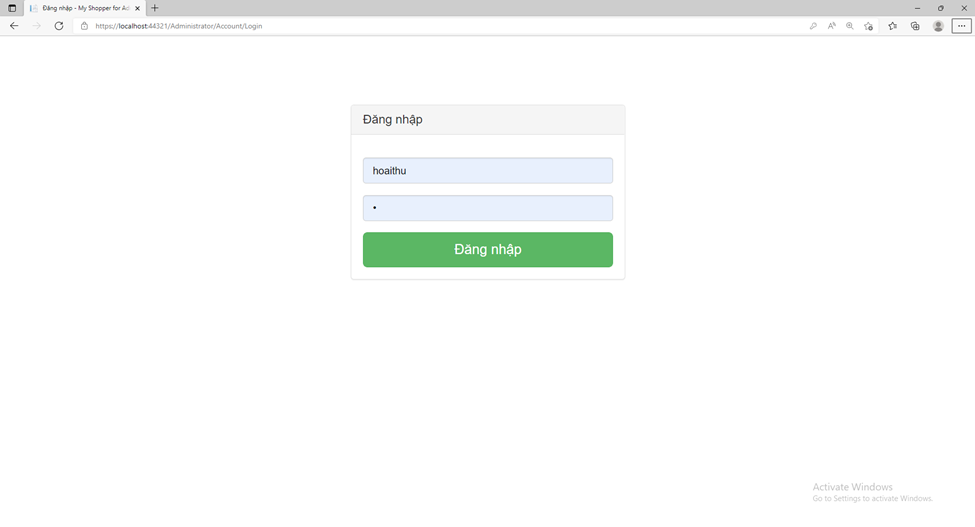 Đăng nhập - My Shopper for Ad
https://localhost:44321/Administrator/Account/Login
Đăng nhập
hoaithu
•
Đăng nhập
Activate Windows
Go to Settings to activate Windows.